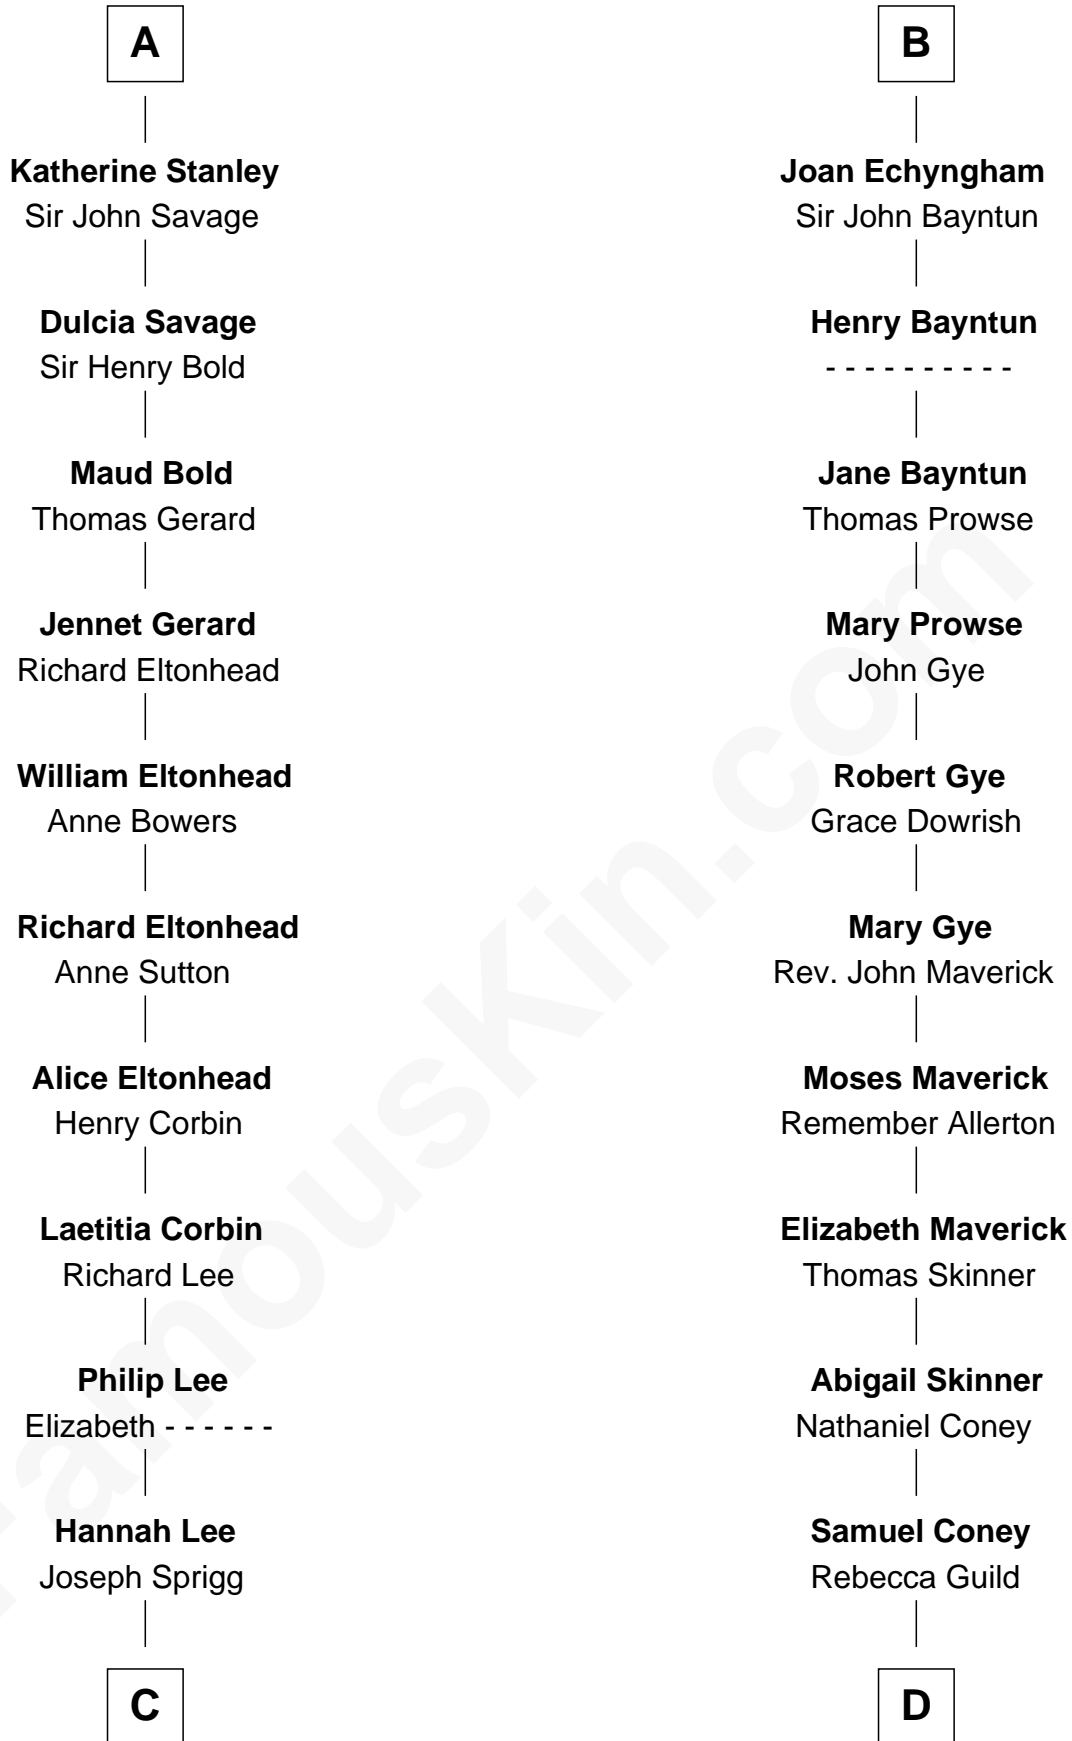 A
Katherine Stanley
Sir John Savage
Dulcia Savage
Sir Henry Bold
Maud Bold
Thomas Gerard
Jennet Gerard
Richard Eltonhead
William Eltonhead
Anne Bowers
Richard Eltonhead
Anne Sutton
Alice Eltonhead
Henry Corbin
Laetitia Corbin
Richard Lee
Philip Lee
Elizabeth - - - - - -
Hannah Lee
Joseph Sprigg
C
B
Joan Echyngham
Sir John Bayntun
Henry Bayntun
- - - - - - - - - -
Jane Bayntun
Thomas Prowse
Mary Prowse
John Gye
Robert Gye
Grace Dowrish
Mary Gye
Rev. John Maverick
Moses Maverick
Remember Allerton
Elizabeth Maverick
Thomas Skinner
Abigail Skinner
Nathaniel Coney
Samuel Coney
Rebecca Guild
D
FamousKin.com